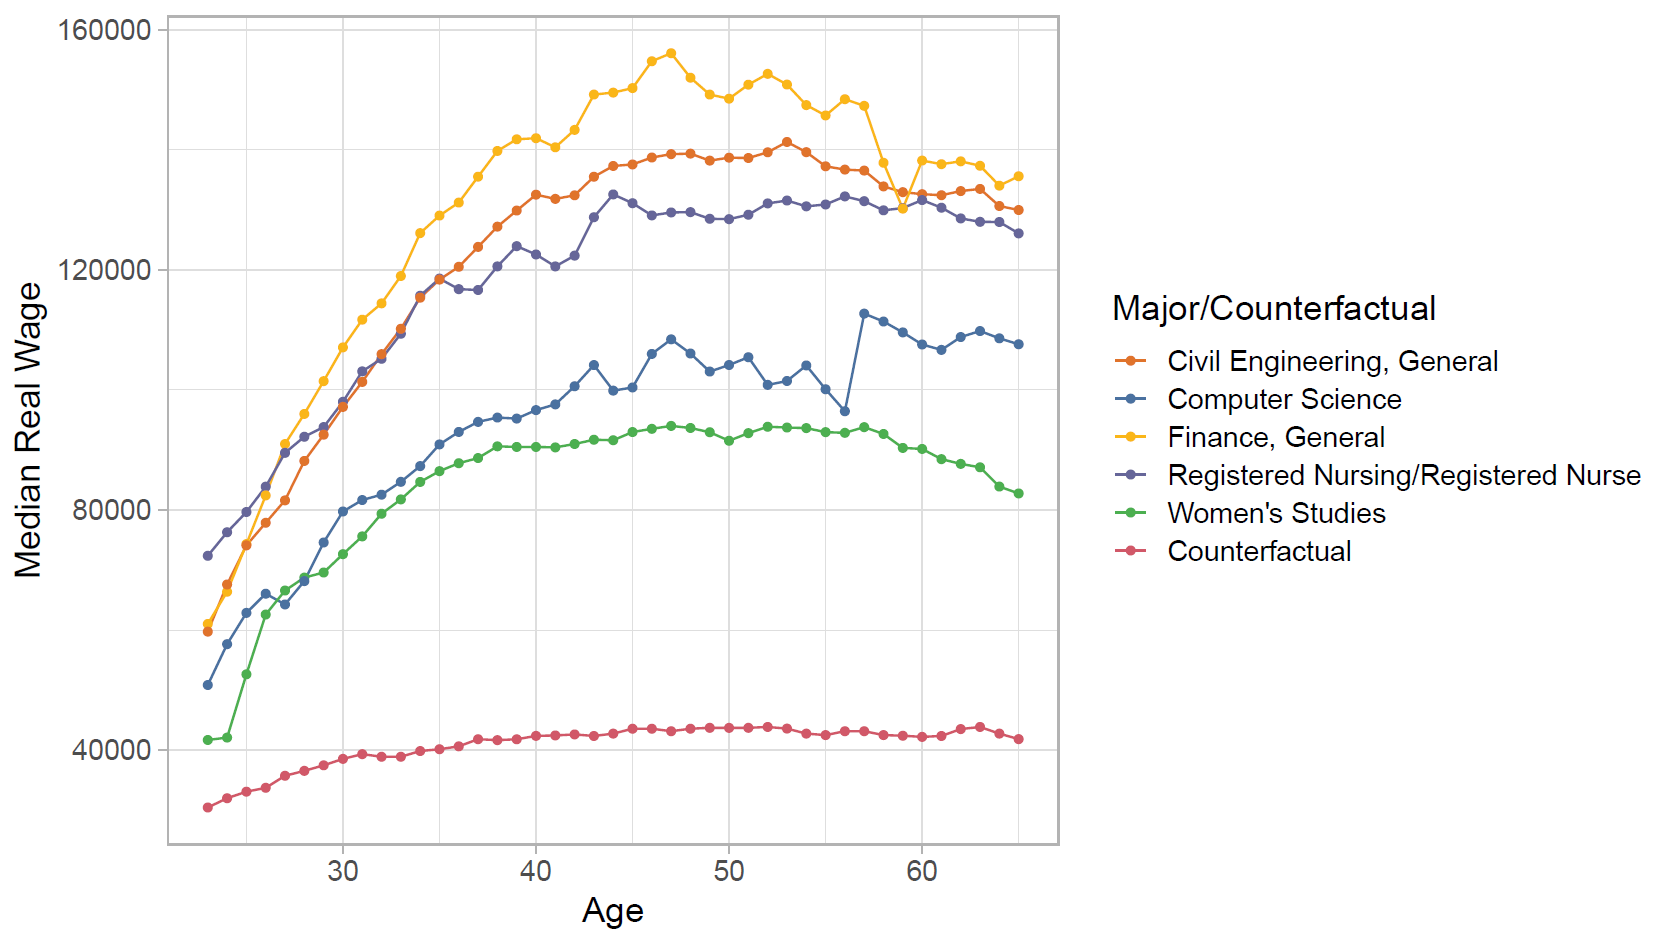 160000
120000
80000
40000
Median Real Wage
30 40 50 60
Age
Major/Counterfactual
Civil Engineering, General
Computer Science
Finance, General
Registered Nursing/Registered Nurse
Women's Studies
Counterfactual